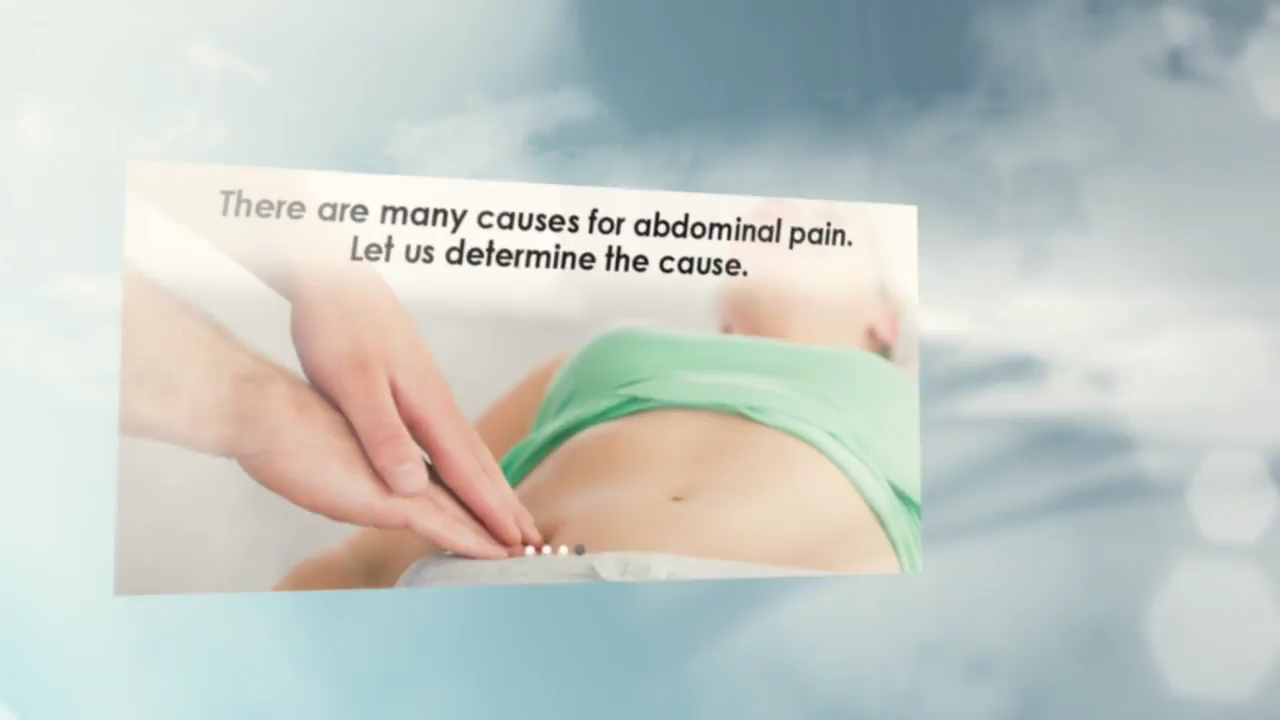 There are many causes for abdominal pain.
Let us determine the cause.